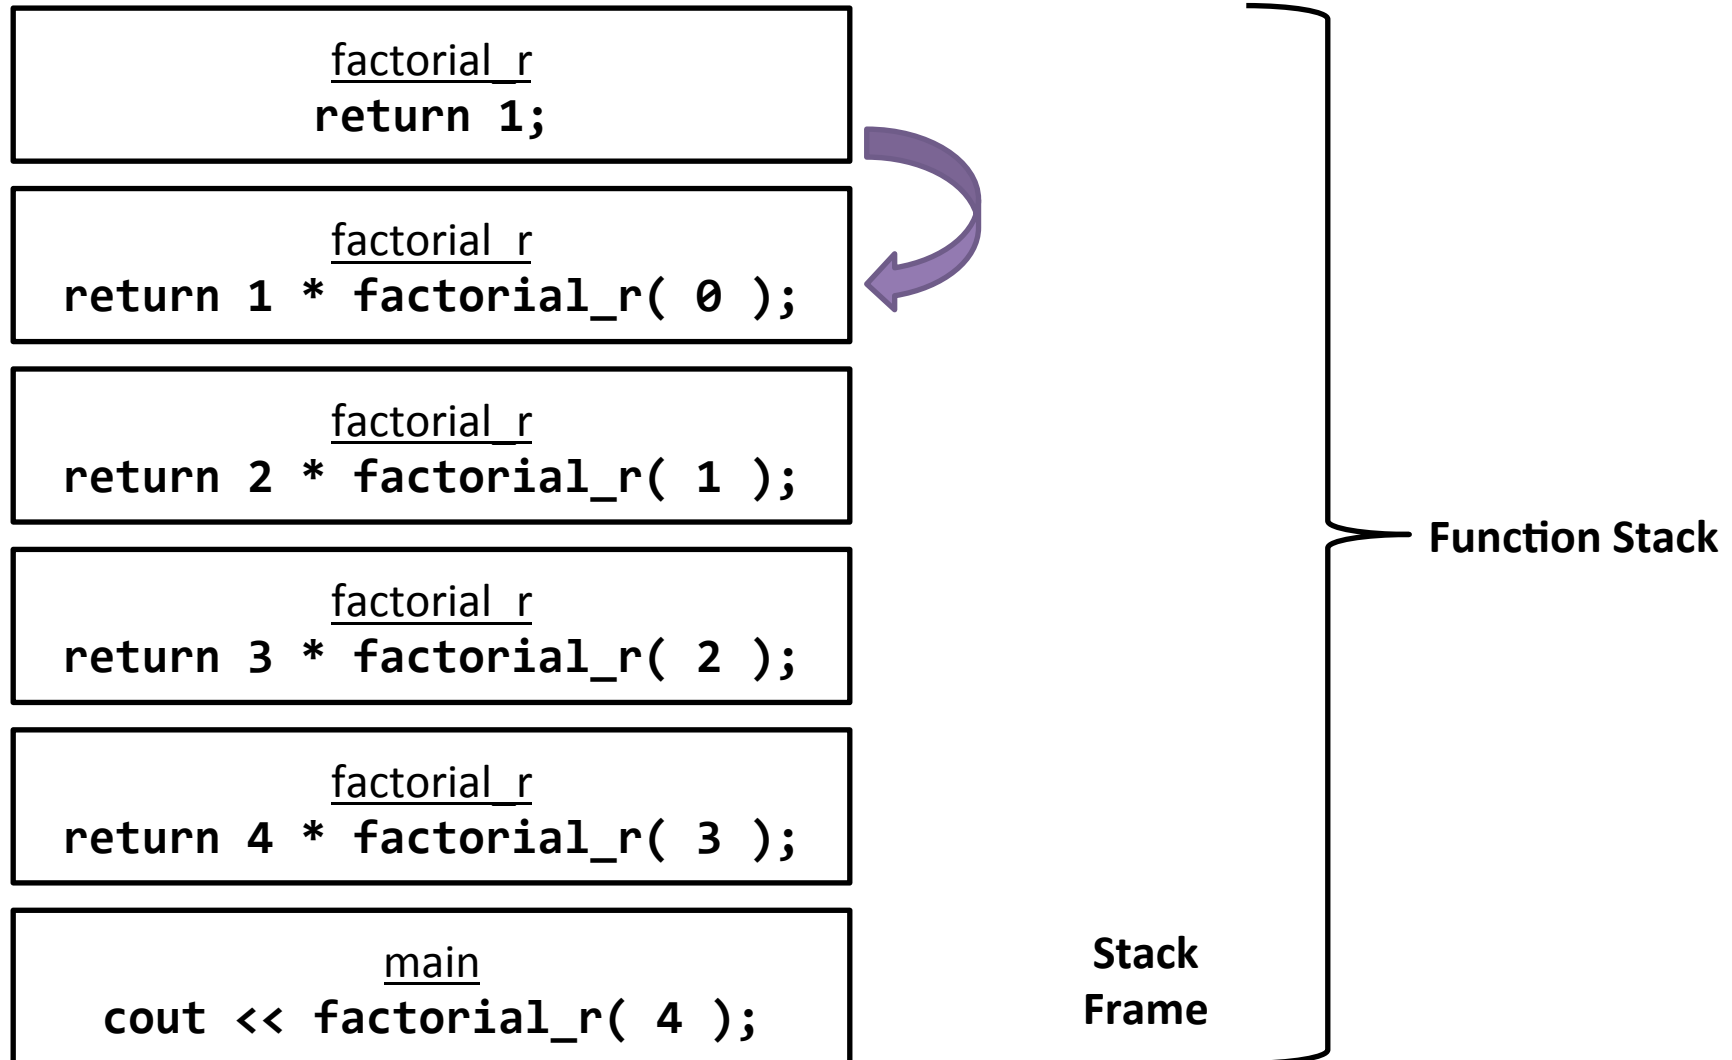 factorial_r
return 1;
factorial_r
return 1 * factorial_r( 0 );
factorial_r
return 2 * factorial_r( 1 );
factorial_r
return 3 * factorial_r( 2 );
factorial_r
return 4 * factorial_r( 3 );
main
cout << factorial_r( 4 );
Stack
Frame
Function Stack